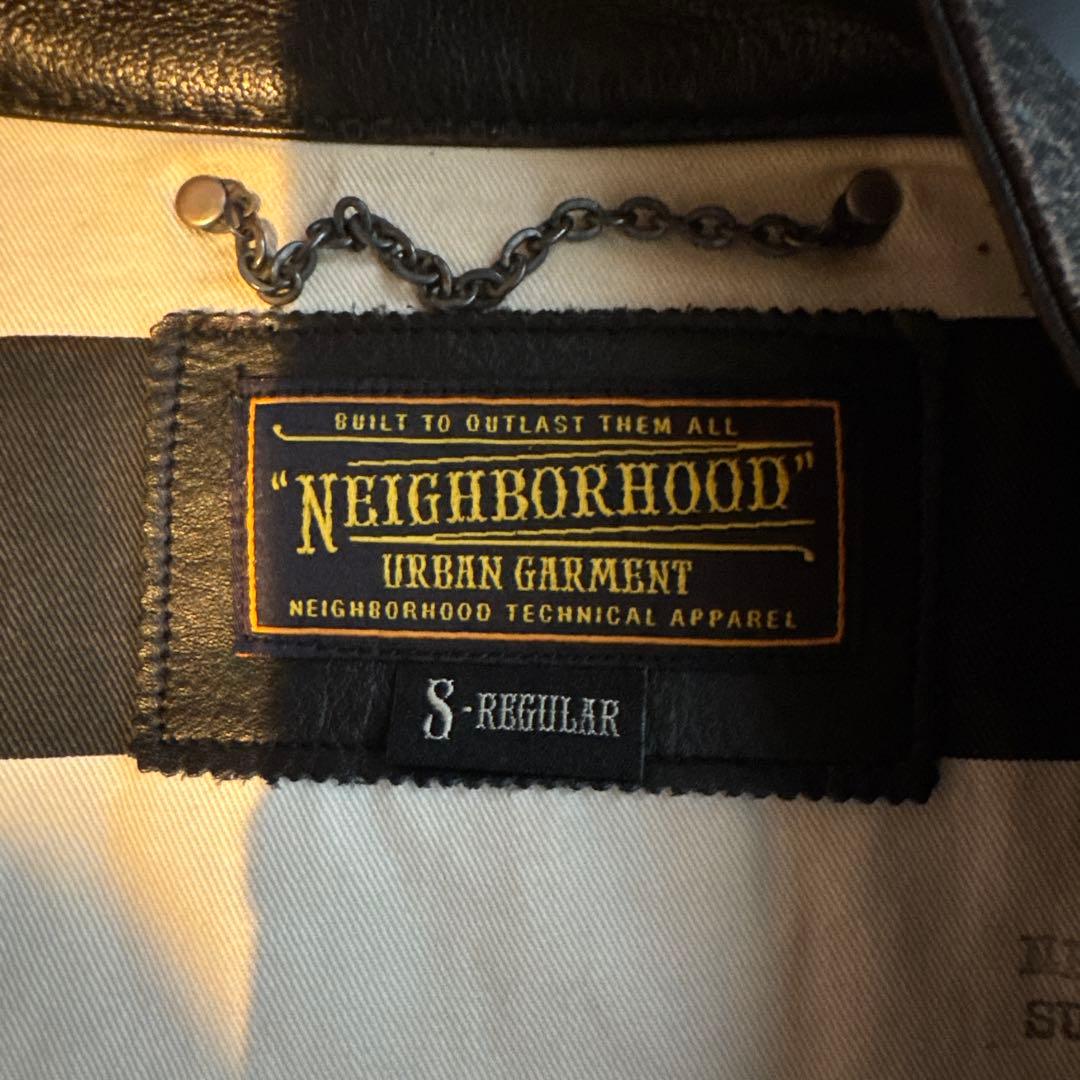 BUILT TO OUTLAST THEM ALL
"NEIGHBORHOOD"
URBAN GARMENT
NEIGHBORHOOD TECHNICAL APPAREL
S-REGULAR